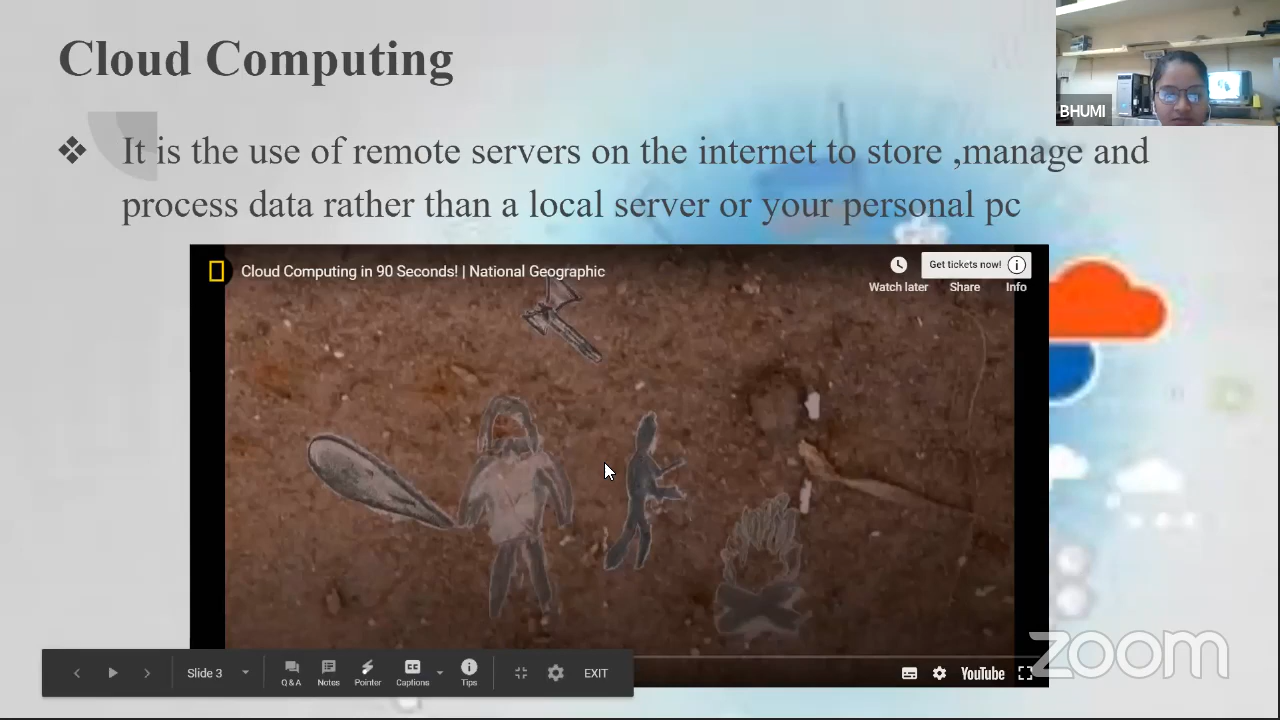 Cloud Computing
BHUMI
❖ It is the use of remote servers on the internet to store ,manage and
process data rather than a local server or your personal pc
Cloud Computing in 90 Seconds! | National Geographic
Get tickets now!
Watch later
Share
Info
Slide 3
Q & A
Notes
Pointer
CC
Captions
Tips
EXIT
YouTube
zoom